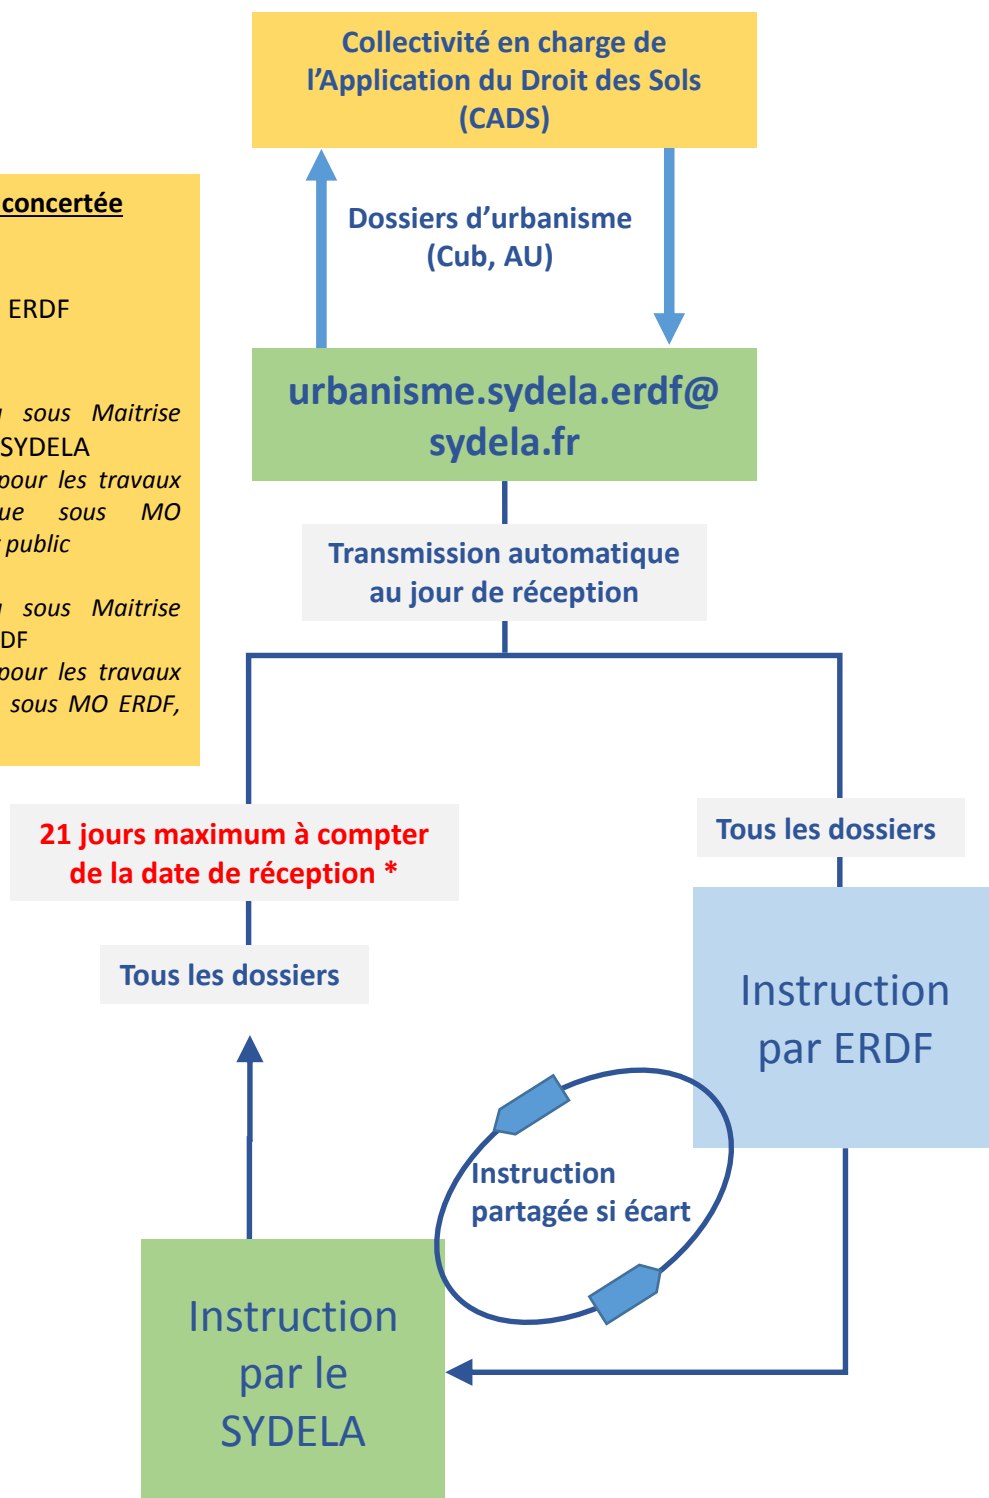 Collectivité en charge de
l'Application du Droit des Sols
(CADS)
concertée
ERDF
sous Maitrise
SYDELA
pour les travaux
sous MO
public
sous Maitrise
pour les travaux
sous MO ERDF,
Dossiers d'urbanisme
(Cub, AU)
urbanisme.sydela.erdf@
sydela.fr
Transmission automatique
au jour de réception
21 jours maximum à compter
de la date de réception *
Tous les dossiers
Tous les dossiers
Instruction
par ERDF
Instruction
partagée si écart
Instruction
par le
SYDELA